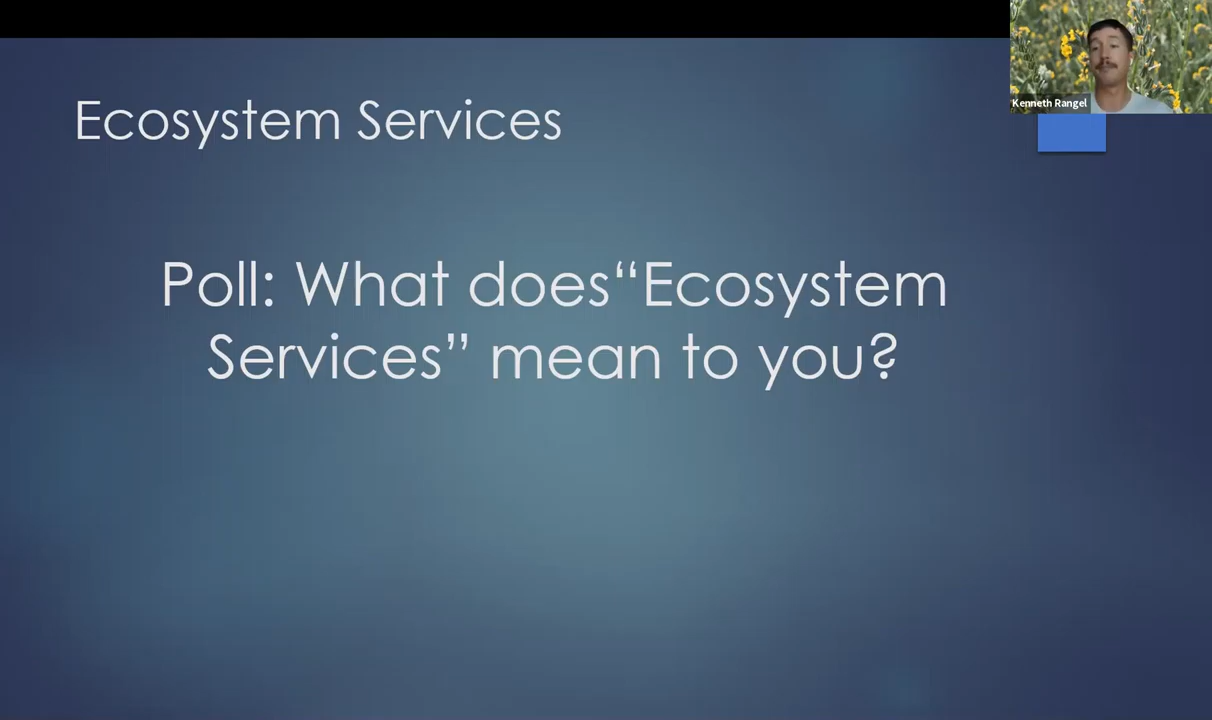 Kenneth Rangel
Ecosystem Services
Poll: What does“Ecosystem
Services” mean to you?